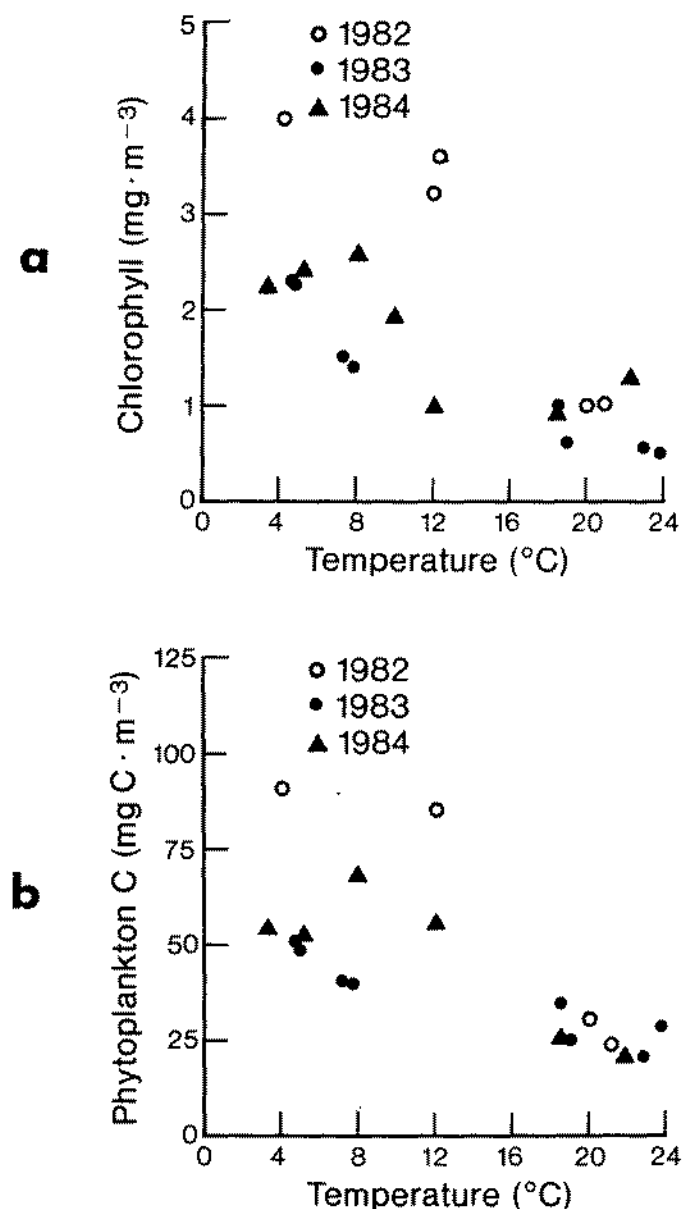 a
Chlorophyll (mg · m⁻³)
5
4
3
2
1
0
○ 1982
● 1983
▲ 1984
0 4 8 12 16 20 24
Temperature (°C)
b
Phytoplankton C (mg C · m⁻³)
125
100
75
50
25
0
○ 1982
● 1983
▲ 1984
0 4 8 12 16 20 24
Temperature (°C)